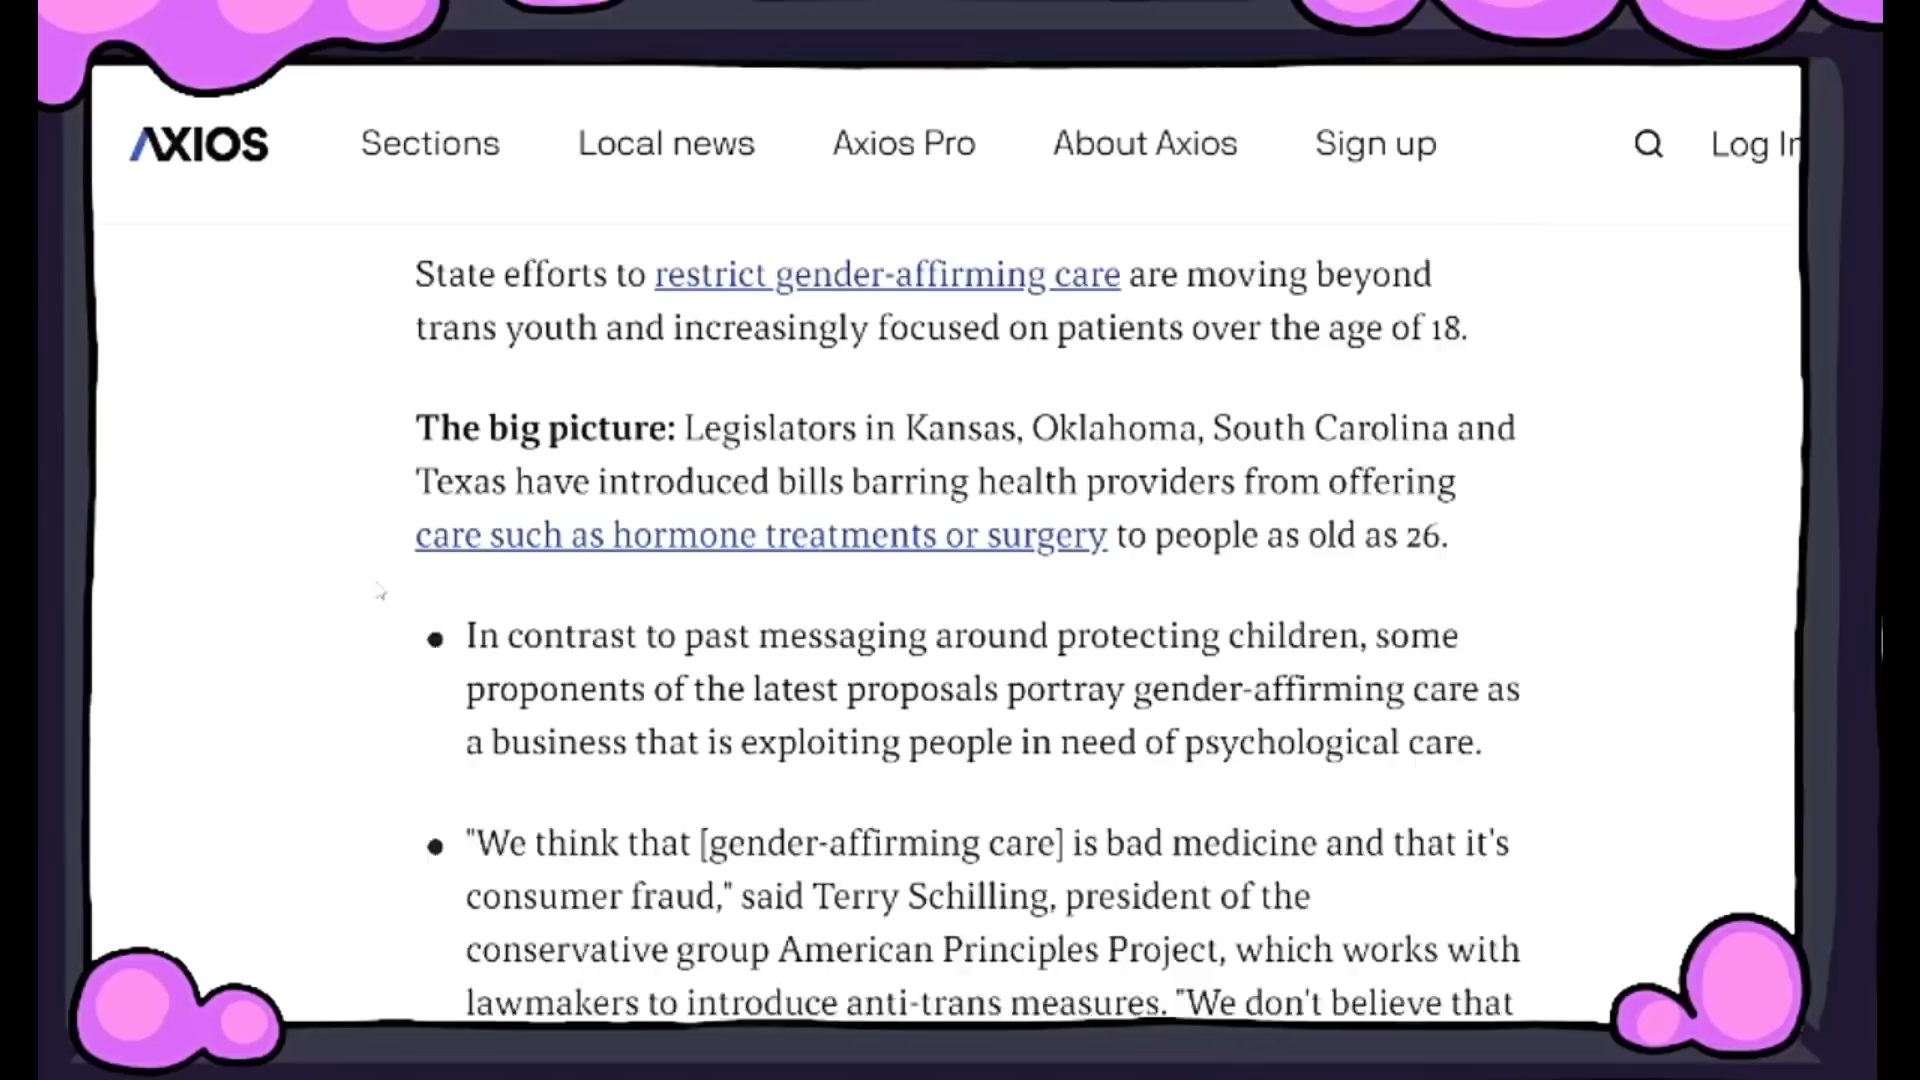 AXIOS Sections Local news Axios Pro About Axios Sign up Log In
State efforts to restrict gender-affirming care are moving beyond
trans youth and increasingly focused on patients over the age of 18.
The big picture: Legislators in Kansas, Oklahoma, South Carolina and
Texas have introduced bills barring health providers from offering
care such as hormone treatments or surgery to people as old as 26.
• In contrast to past messaging around protecting children, some
proponents of the latest proposals portray gender-affirming care as
a business that is exploiting people in need of psychological care.
• "We think that [gender-affirming care] is bad medicine and that it's
consumer fraud," said Terry Schilling, president of the
conservative group American Principles Project, which works with
lawmakers to introduce anti-trans measures. "We don't believe that